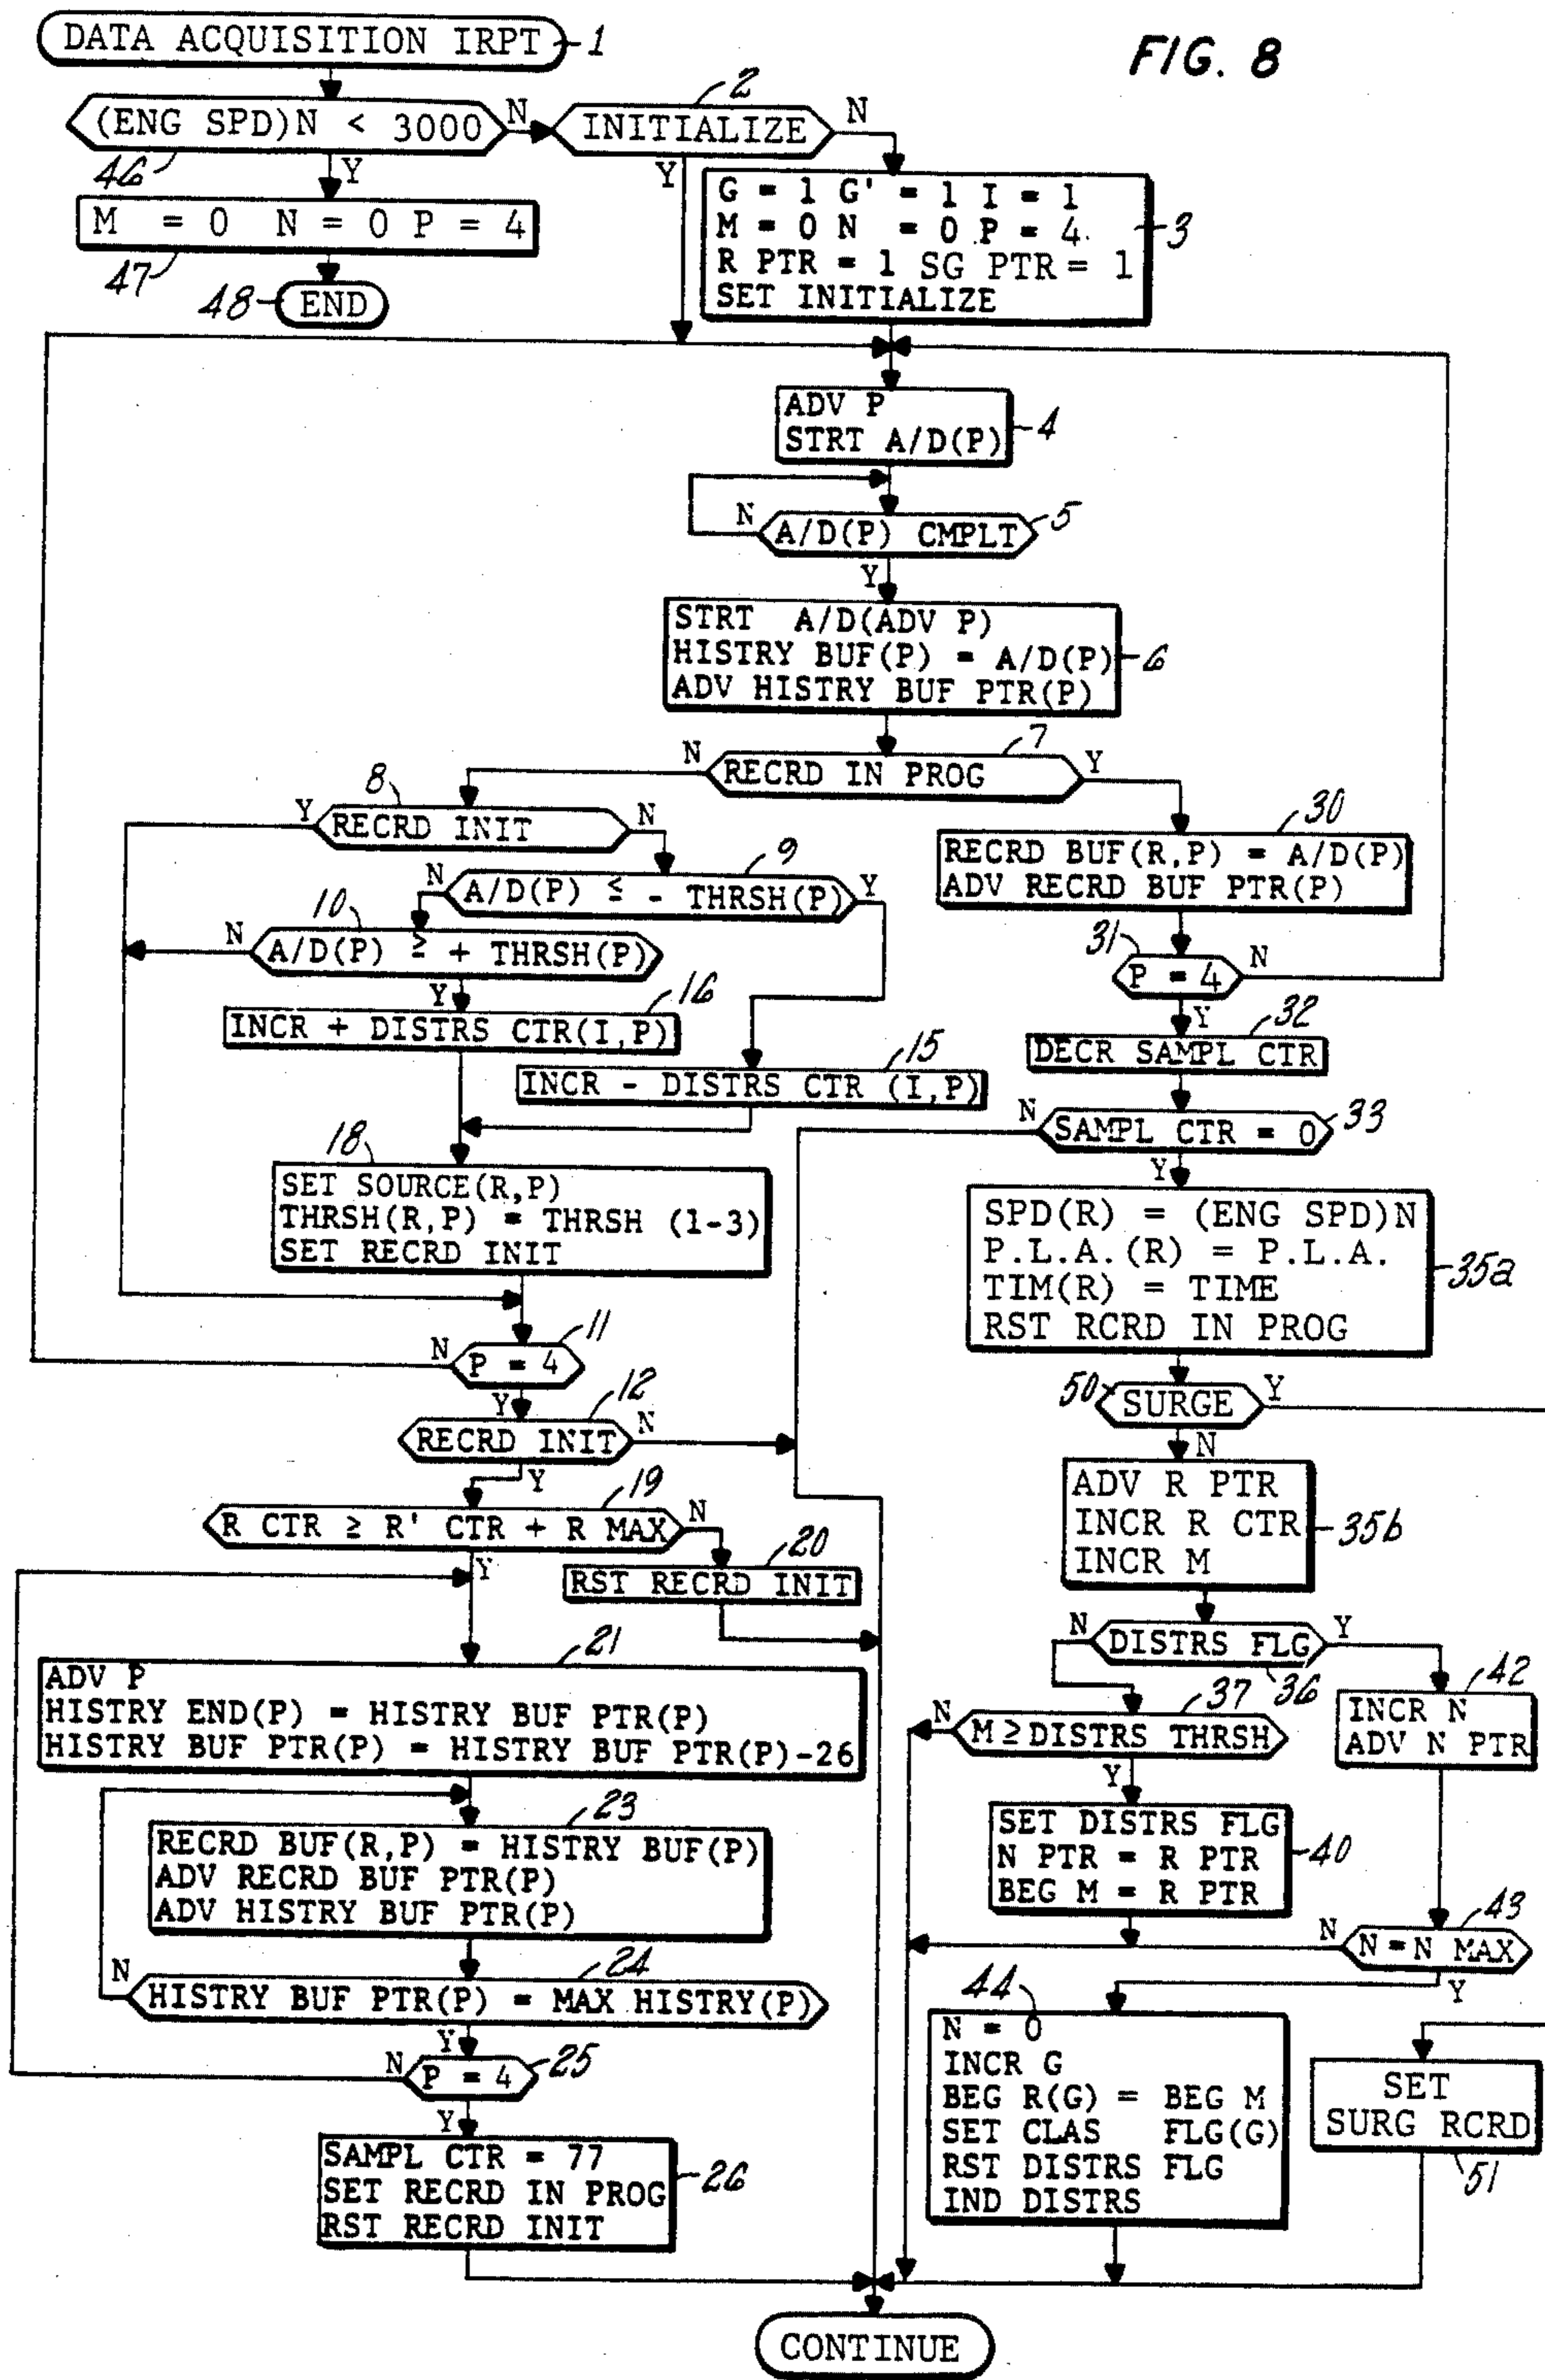 DATA ACQUISITION IRPT
1
FIG. 8
(ENG SPD)N < 3000
N
2
INITIALIZE
N
46
Y
Y
M = 0 N = 0 P = 4
47
48
END
G = 1 G' = 1 I = 1
M = 0 N = 0 P = 4
R PTR = 1 SG PTR = 1
SET INITIALIZE
3
ADV P
STRT A/D(P)
4
N
A/D(P) CMPLT
5
Y
STRT A/D(ADV P)
HISTRY BUF(P) = A/D(P)
ADV HISTRY BUF PTR(P)
6
N
RECRD IN PROG
7
Y
8
Y
RECRD INIT
N
9
N
A/D(P) ≤ - THRSH(P)
Y
10
N
A/D(P) ≥ + THRSH(P)
Y
16
INCR + DISTRS CTR(I,P)
15
INCR - DISTRS CTR (I,P)
18
SET SOURCE(R,P)
THRSH(R,P) = THRSH (1-3)
SET RECRD INIT
11
N
P = 4
Y
12
RECRD INIT
N
Y
19
R CTR ≥ R' CTR + R MAX
N
Y
20
RST RECRD INIT
21
ADV P
HISTRY END(P) = HISTRY BUF PTR(P)
HISTRY BUF PTR(P) = HISTRY BUF PTR(P)-26
23
RECRD BUF(R,P) = HISTRY BUF(P)
ADV RECRD BUF PTR(P)
ADV HISTRY BUF PTR(P)
24
N
HISTRY BUF PTR(P) = MAX HISTRY(P)
Y
N
P = 4
25
Y
SAMPL CTR = 77
SET RECRD IN PROG
RST RECRD INIT
26
30
RECRD BUF(R,P) = A/D(P)
ADV RECRD BUF PTR(P)
31
P = 4
N
Y
32
DECR SAMPL CTR
N
SAMPL CTR = 0
33
Y
SPD(R) = (ENG SPD)N
P.L.A.(R) = P.L.A.
TIM(R) = TIME
RST RCRD IN PROG
35a
50
SURGE
Y
N
ADV R PTR
INCR R CTR
INCR M
35b
N
DISTRS FLG
Y
36
37
N
M ≥ DISTRS THRSH
Y
42
INCR N
ADV N PTR
SET DISTRS FLG
N PTR = R PTR
BEG M = R PTR
40
43
N
N = N MAX
Y
44
N = 0
INCR G
BEG R(G) = BEG M
SET CLAS FLG(G)
RST DISTRS FLG
IND DISTRS
SET
SURG RCRD
51
CONTINUE